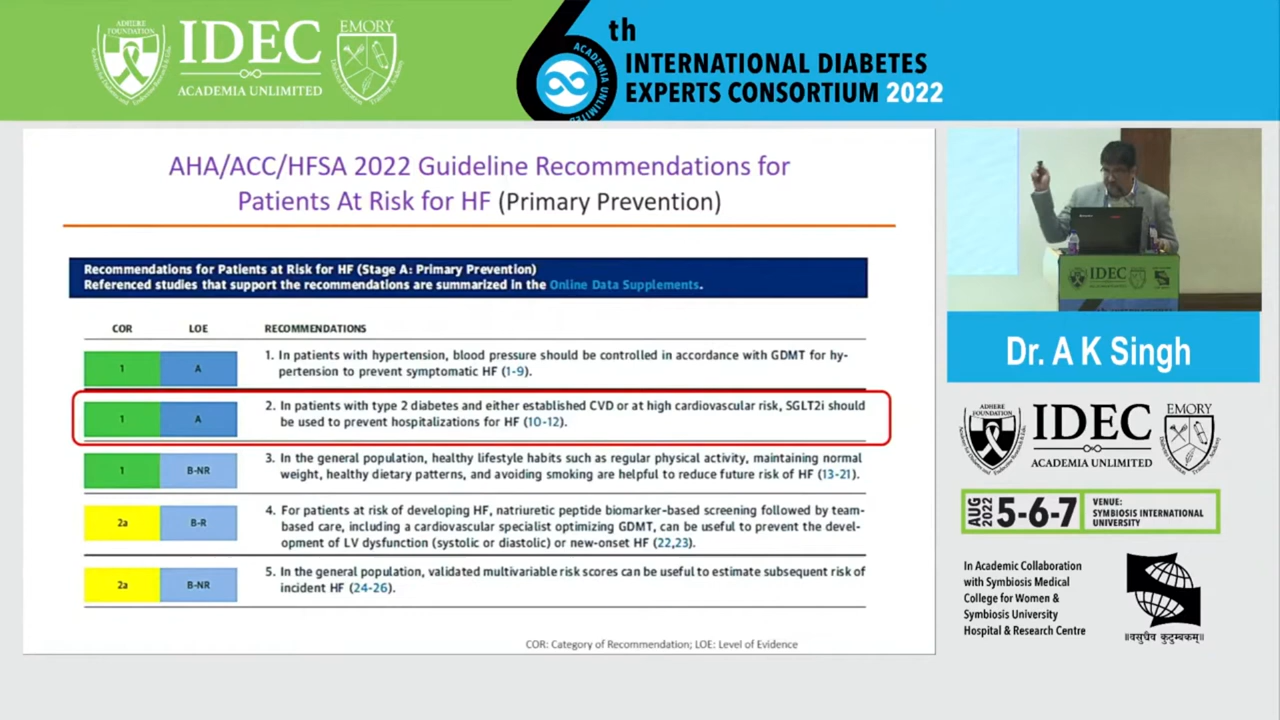 ADHERE
FOUNDATION
IDEC
ACADEMIA UNLIMITED
EMORY
6th
ACADEMIA UNLIMITED
INTERNATIONAL DIABETES
EXPERTS CONSORTIUM 2022
AHA/ACC/HFSA 2022 Guideline Recommendations for
Patients At Risk for HF (Primary Prevention)
Recommendations for Patients at Risk for HF (Stage A: Primary Prevention)
Referenced studies that support the recommendations are summarized in the Online Data Supplements.
COR LOE RECOMMENDATIONS
1 A 1. In patients with hypertension, blood pressure should be controlled in accordance with GDMT for hy-
pertension to prevent symptomatic HF (1-9).
1 A 2. In patients with type 2 diabetes and either established CVD or at high cardiovascular risk, SGLT2i should
be used to prevent hospitalizations for HF (10-12).
1 B-NR 3. In the general population, healthy lifestyle habits such as regular physical activity, maintaining normal
weight, healthy dietary patterns, and avoiding smoking are helpful to reduce future risk of HF (13-21).
2a B-R 4. For patients at risk of developing HF, natriuretic peptide biomarker-based screening followed by team-
based care, including a cardiovascular specialist optimizing GDMT, can be useful to prevent the devel-
opment of LV dysfunction (systolic or diastolic) or new-onset HF (22,23).
2a B-NR 5. In the general population, validated multivariable risk scores can be useful to estimate subsequent risk of
incident HF (24-26).
COR: Category of Recommendation; LOE: Level of Evidence
IDEC
Dr. A K Singh
ADHERE
FOUNDATION
IDEC
ACADEMIA UNLIMITED
EMORY
AUG
2022
5-6-7
VENUE:
SYMBIOSIS INTERNATIONAL
UNIVERSITY
In Academic Collaboration
with Symbiosis Medical
College for Women &
Symbiosis University
Hospital & Research Centre
॥वसुधैव कुटुम्बकम्॥